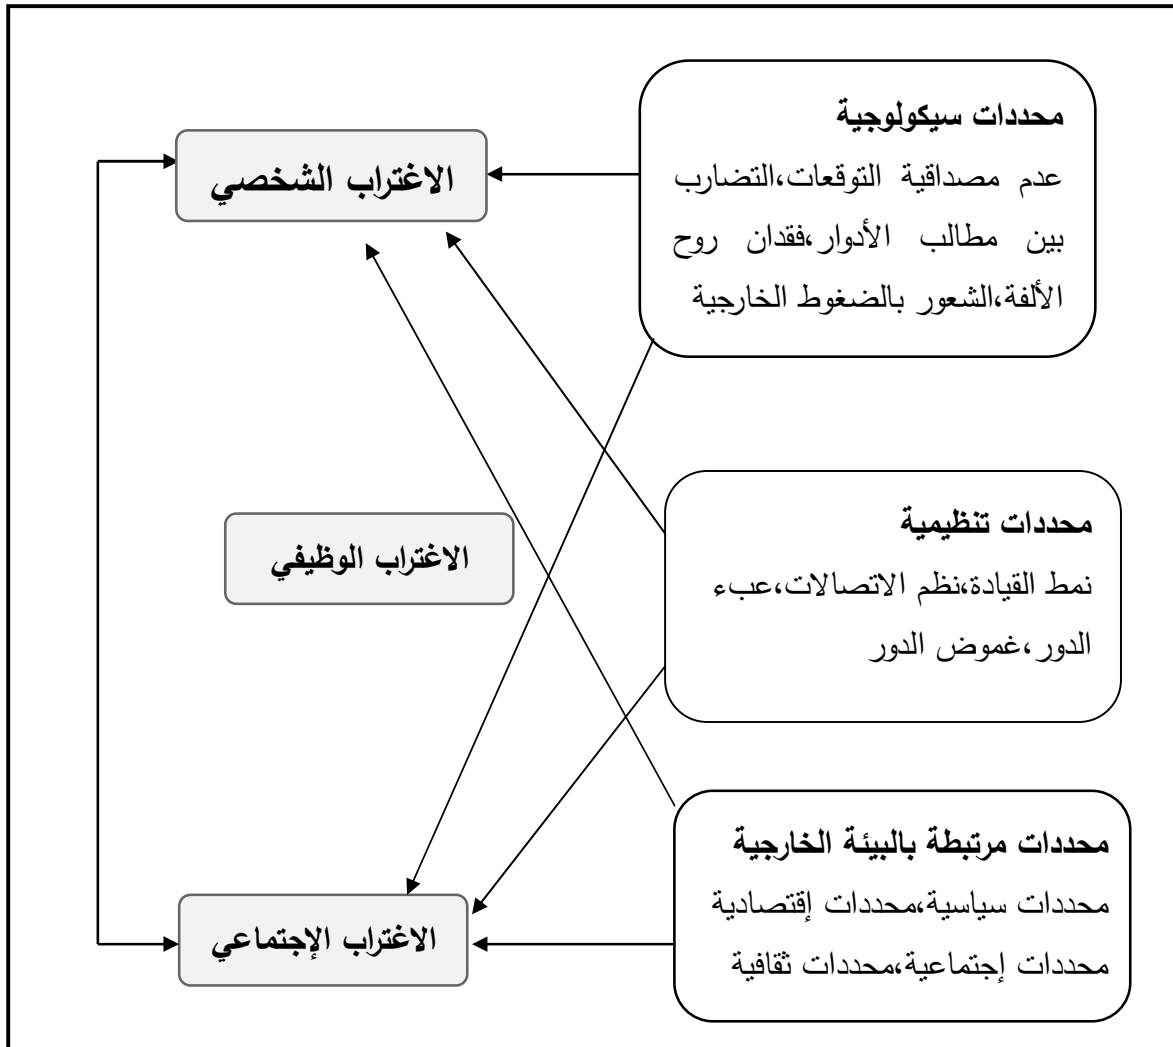 محددات سيكولوجية
عدم مصداقية التوقعات،التضارب
بين مطالب الأدوار،فقدان روح
الألفة،الشعور بالضغوط الخارجية
الاغتراب الشخصي
محددات تنظيمية
نمط القيادة،نظم الاتصالات،عبء
الدور،غموض الدور
الاغتراب الوظيفي
محددات مرتبطة بالبيئة الخارجية
محددات سياسية،محددات إقتصادية
محددات إجتماعية،محددات ثقافية
الاغتراب الإجتماعي